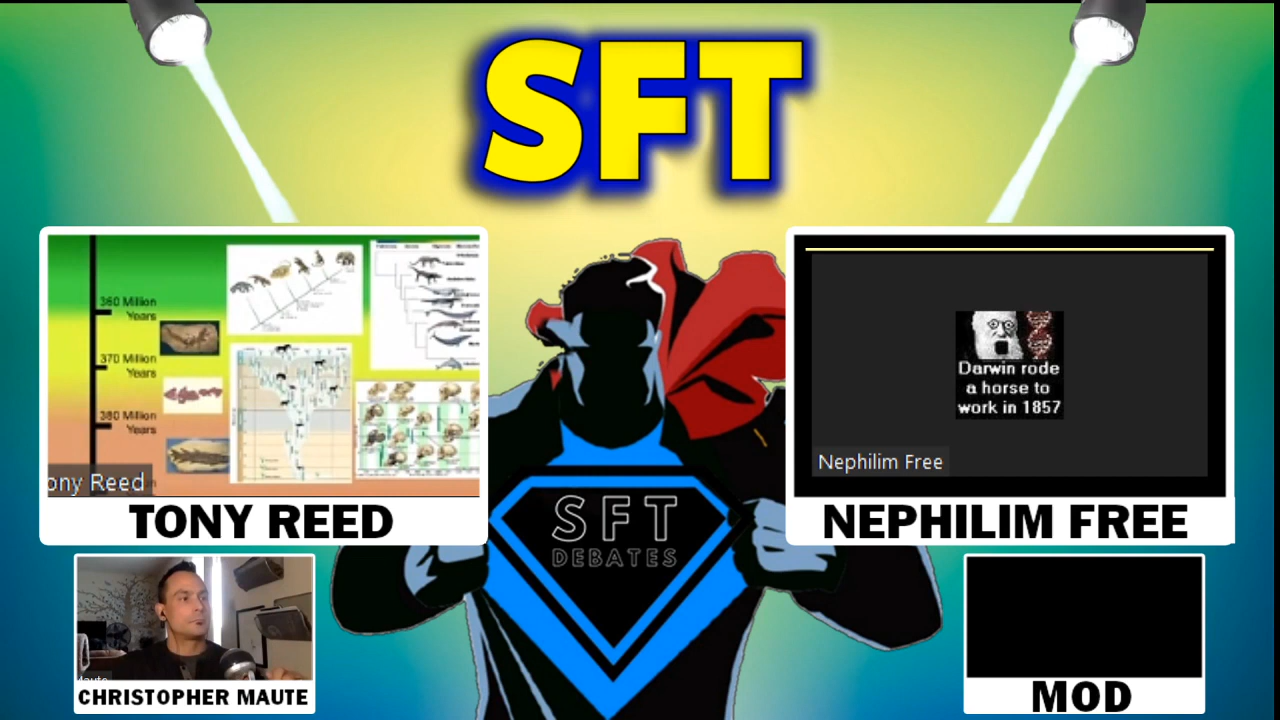 SFT
360 Million
Years
370 Million
Years
380 Million
Years
ony Reed
TONY REED
Darwin rode
a horse to
work in 1857
Nephilim Free
NEPHILIM FREE
SFT
DEBATES
CHRISTOPHER MAUTE
MOD